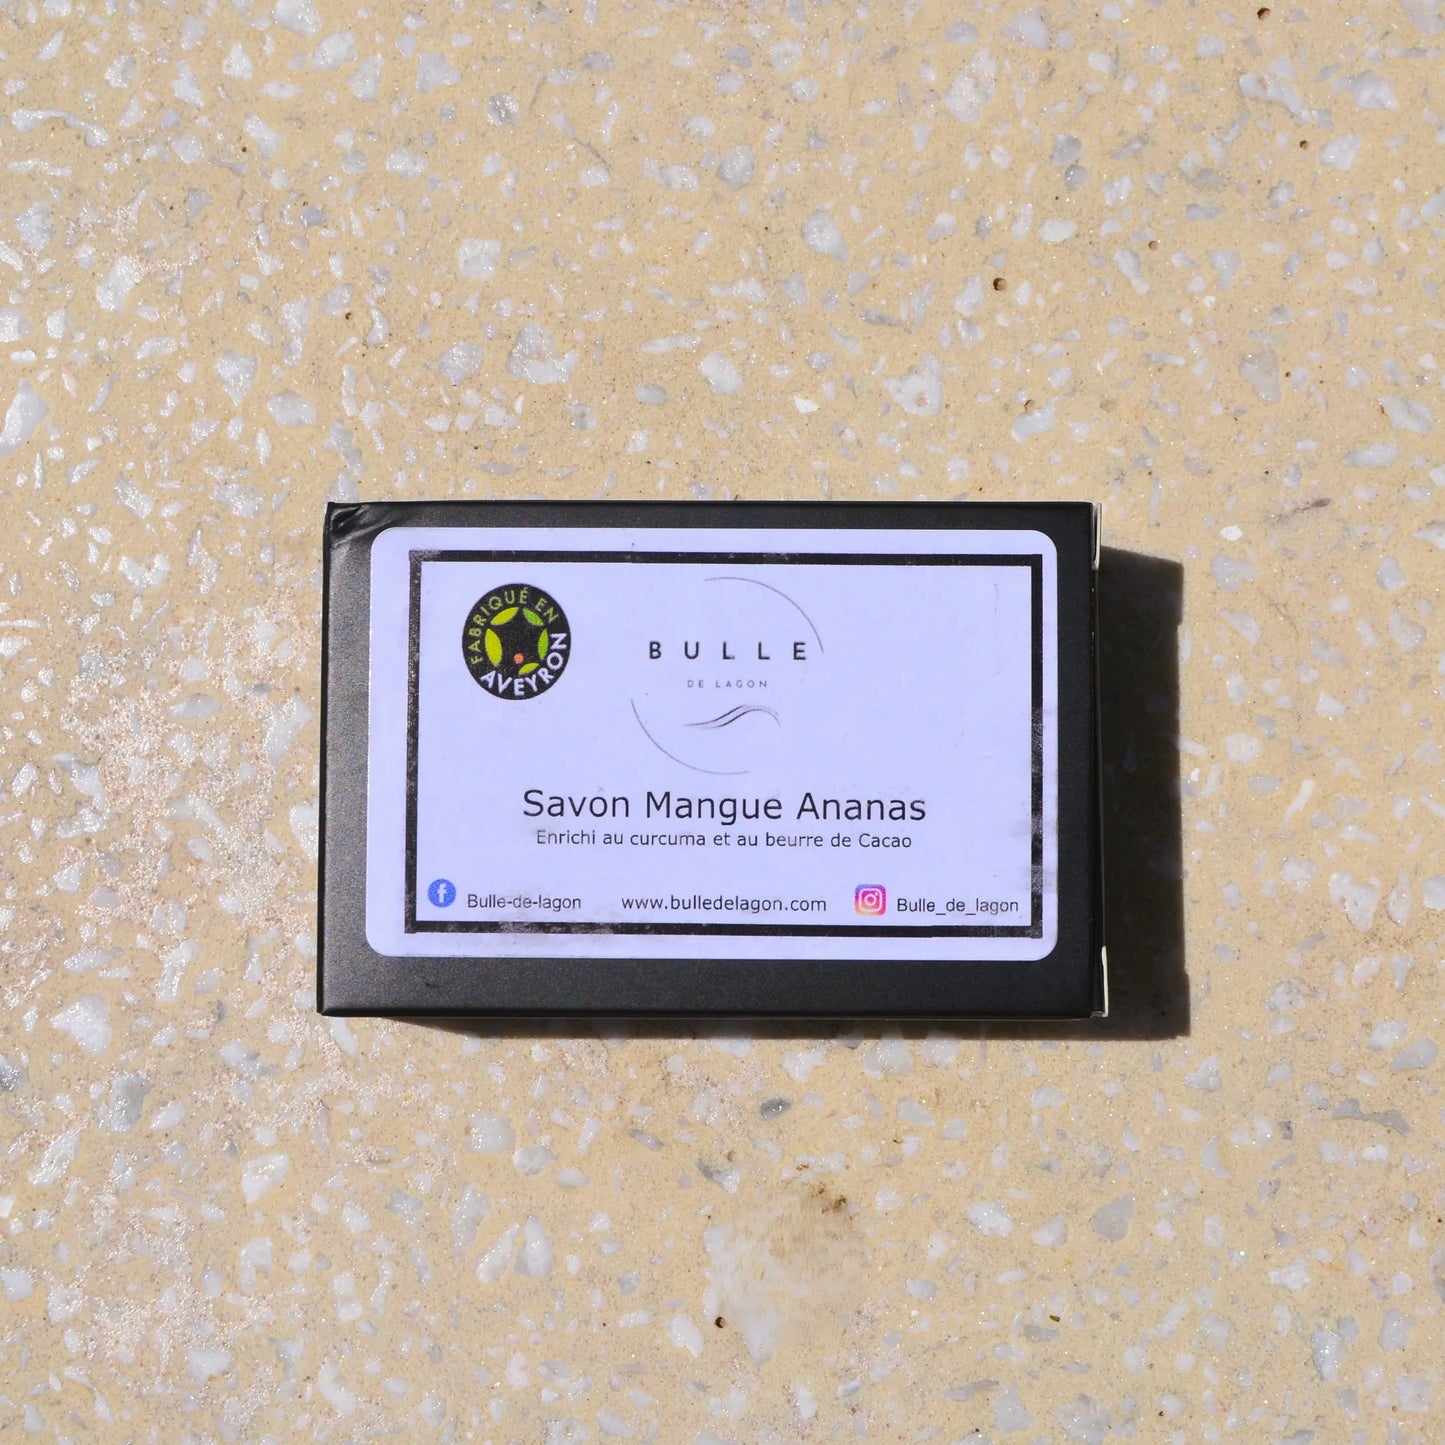 FABRIQUÉ EN
AVEYRON
BULLE
DE LAGON
Savon Mangue Ananas
Enrichi au curcuma et au beurre de Cacao
Bulle-de-lagon
www.bulledelagon.com
Bulle_de_lagon